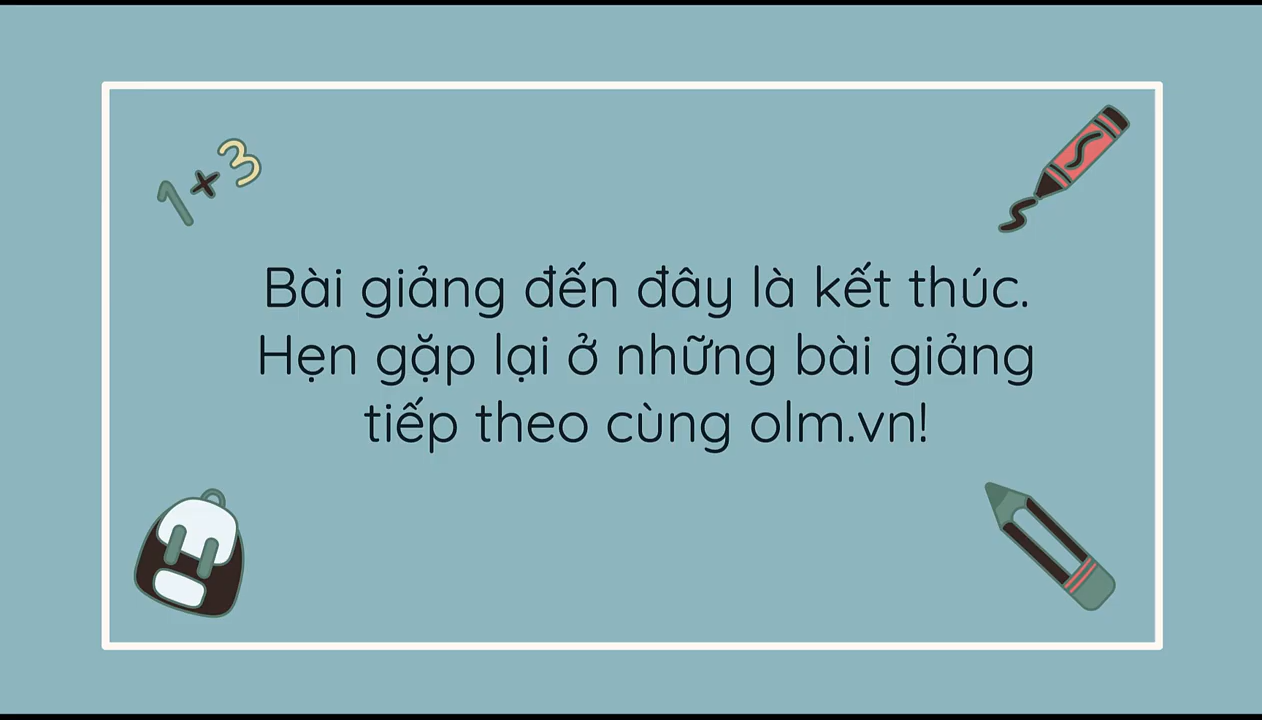 1 × 3
Bài giảng đến đây là kết thúc.
Hẹn gặp lại ở những bài giảng
tiếp theo cùng olm.vn!